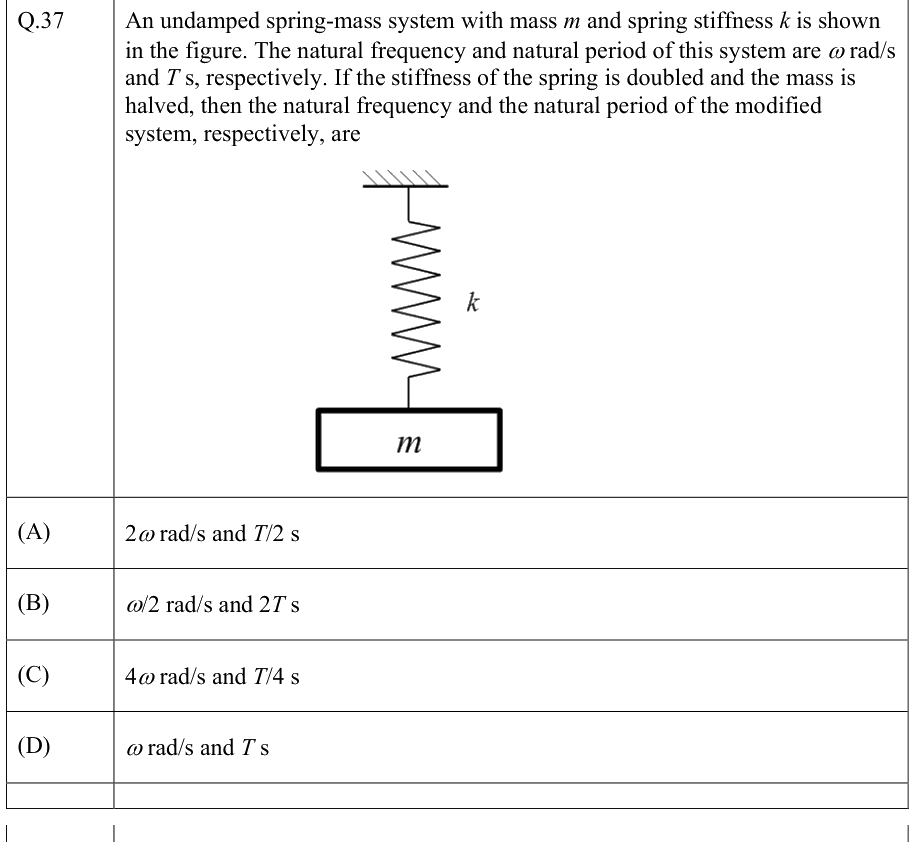 Q.37
An undamped spring-mass system with mass m and spring stiffness k is shown
in the figure. The natural frequency and natural period of this system are ω rad/s
and T s, respectively. If the stiffness of the spring is doubled and the mass is
halved, then the natural frequency and the natural period of the modified
system, respectively, are
k
m
(A) 2ω rad/s and T/2 s
(B) ω/2 rad/s and 2T s
(C) 4ω rad/s and T/4 s
(D) ω rad/s and T s